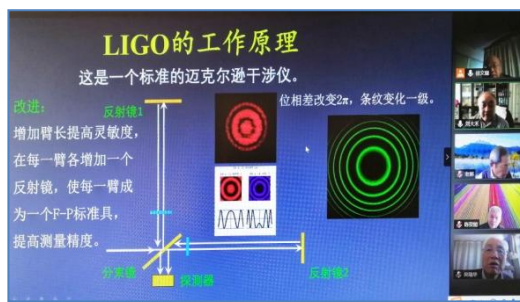 LIGO的工作原理
这是一个标准的迈克尔逊干涉仪。
改进:
反射镜1
位相差改变2π,条纹变化一级。
增加臂长提高灵敏度,
在每一臂各增加一个
反射镜,使每一臂成
为一个F-P标准具,
提高测量精度。
分束镜
探测器
反射镜2